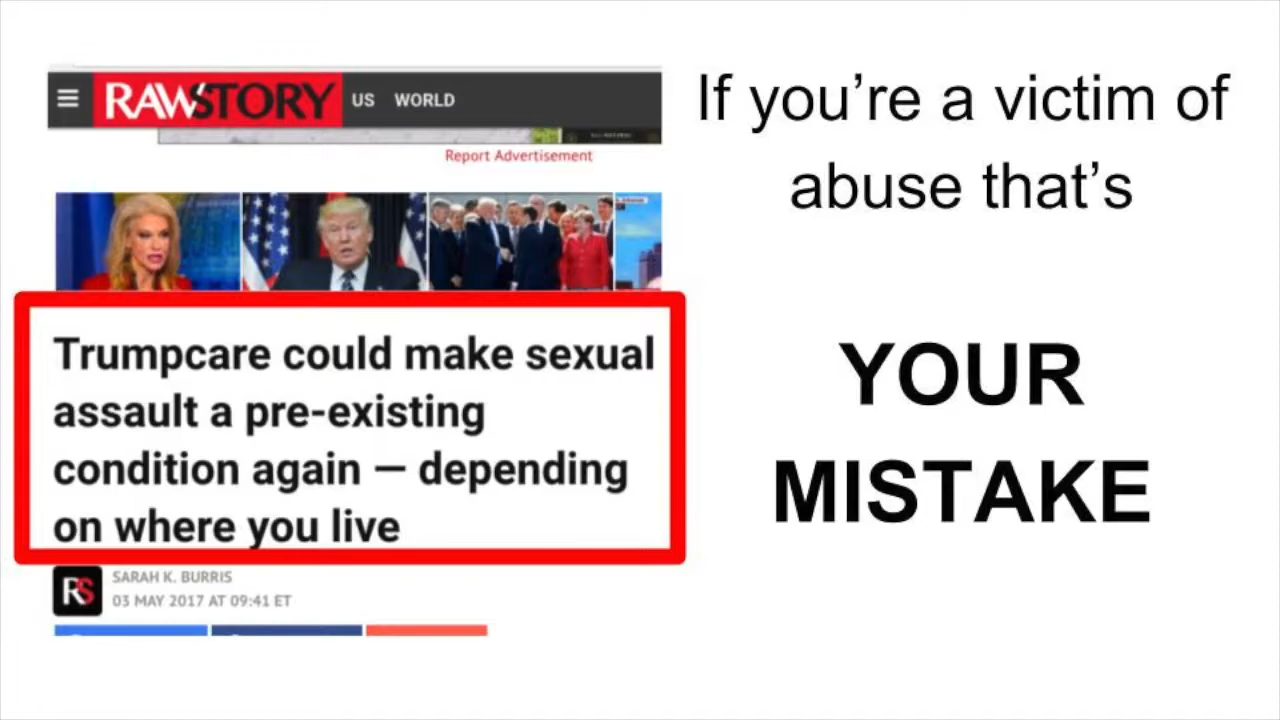 RAWSTORY US WORLD
Report Advertisement
Trumpcare could make sexual
assault a pre-existing
condition again — depending
on where you live
RS
SARAH K. BURRIS
03 MAY 2017 AT 09:41 ET
If you’re a victim of
abuse that’s
YOUR
MISTAKE